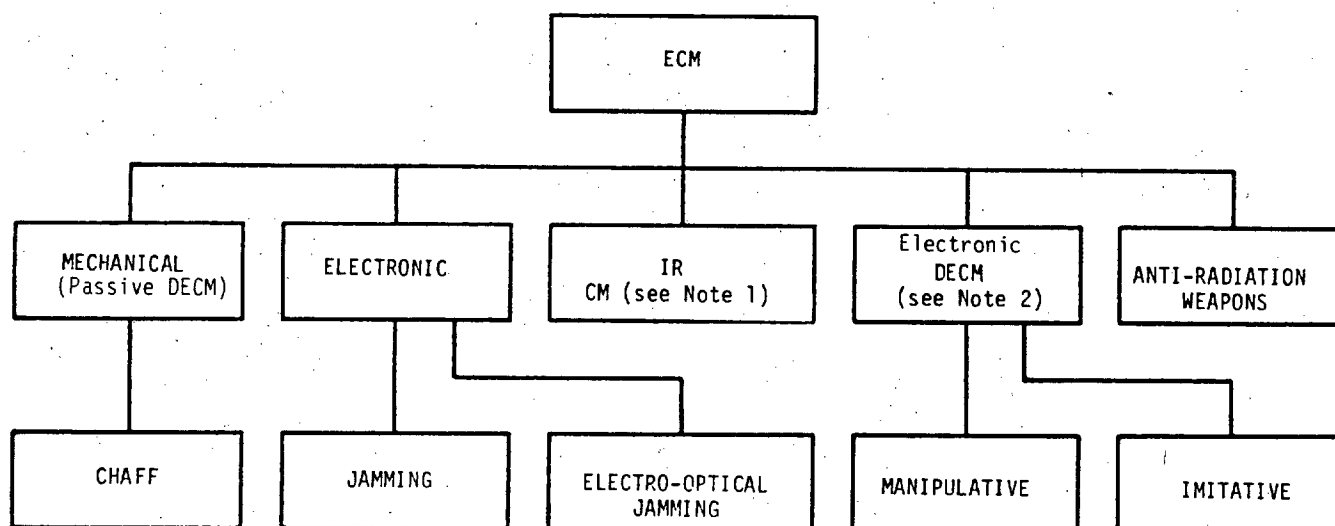 ECM
MECHANICAL
(Passive DECM)
ELECTRONIC
IR
CM (see Note 1)
Electronic
DECM
(see Note 2)
ANTI-RADIATION
WEAPONS
CHAFF
JAMMING
ELECTRO-OPTICAL
JAMMING
MANIPULATIVE
IMITATIVE